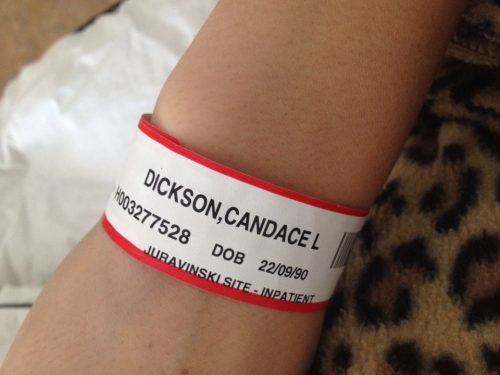 DICKSON,CANDACE L
H003277528 DOB 22/09/90
JURAVINSKI SITE - INPATIENT